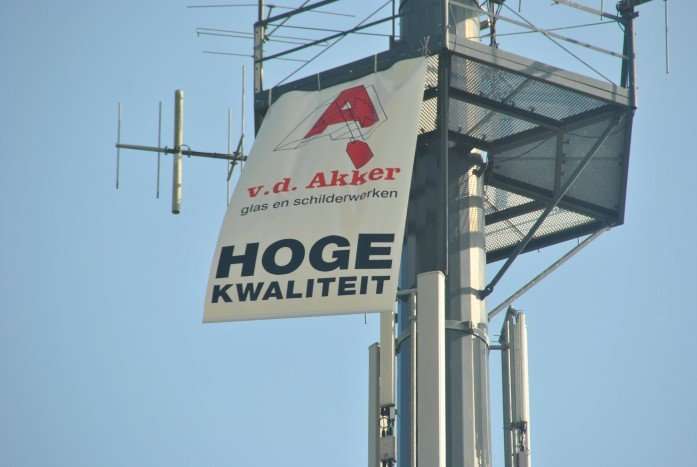 A
v.d. Akker
glas en schilderwerken
HOGE
KWALITEIT